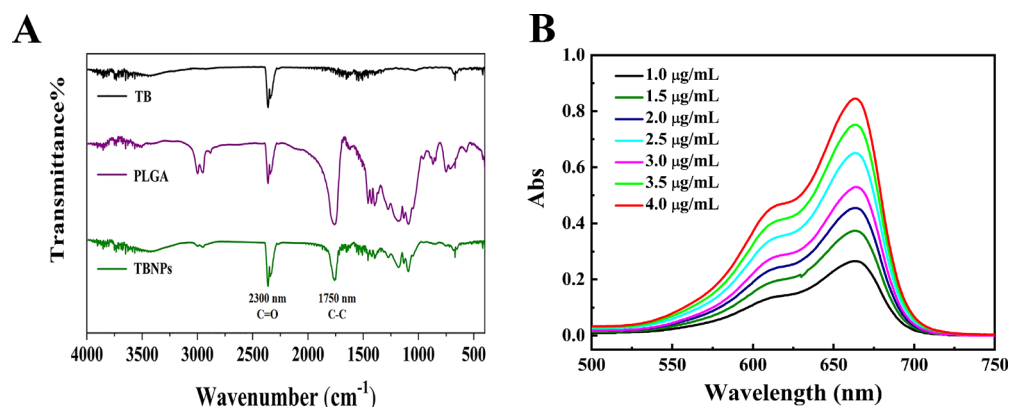 A
Transmittance%
TB
PLGA
TBNPs
2300 nm
C=O
1750 nm
C-C
4000 3500 3000 2500 2000 1500 1000 500
Wavenumber (cm⁻¹)
B
Abs
1.0
0.8
0.6
0.4
0.2
0.0
1.0 μg/mL
1.5 μg/mL
2.0 μg/mL
2.5 μg/mL
3.0 μg/mL
3.5 μg/mL
4.0 μg/mL
500 550 600 650 700 750
Wavelength (nm)